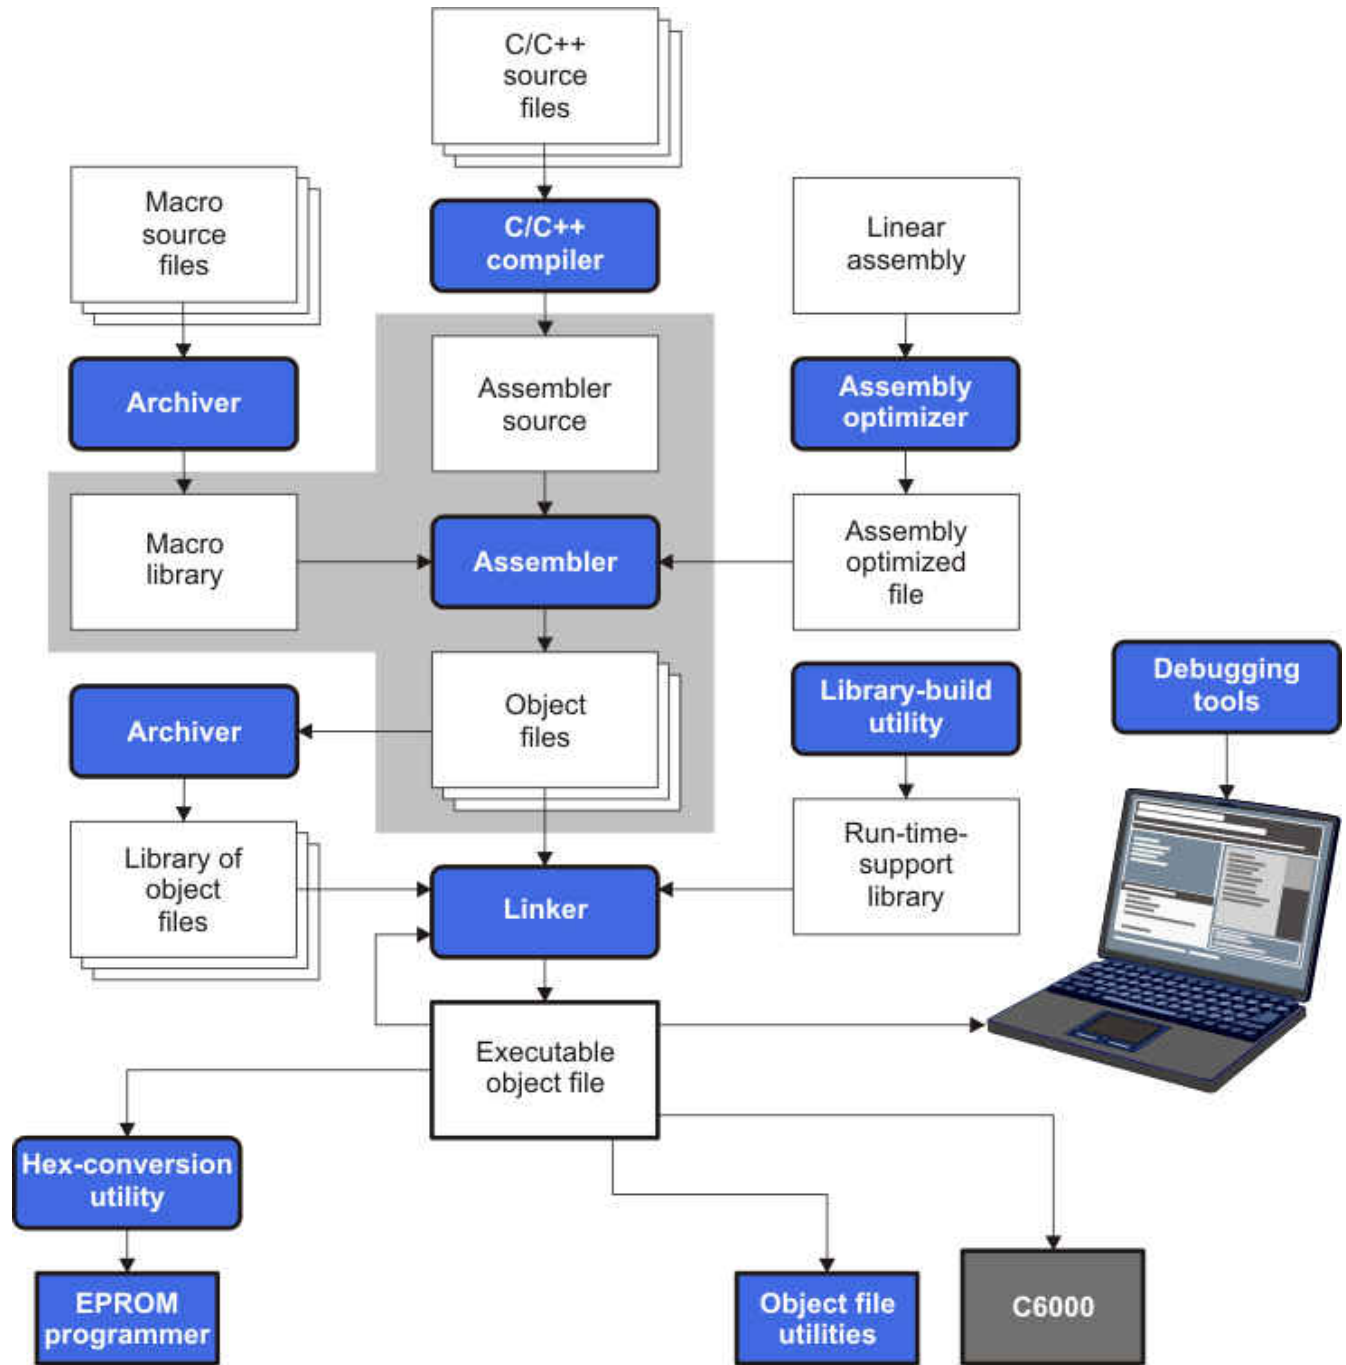 C/C++
source
files
Macro
source
files
C/C++
compiler
Linear
assembly
Archiver
Assembler
source
Assembly
optimizer
Macro
library
Assembler
Assembly
optimized
file
Archiver
Object
files
Library-build
utility
Debugging
tools
Library of
object
files
Linker
Run-time-
support
library
Executable
object file
Hex-conversion
utility
EPROM
programmer
Object file
utilities
C6000